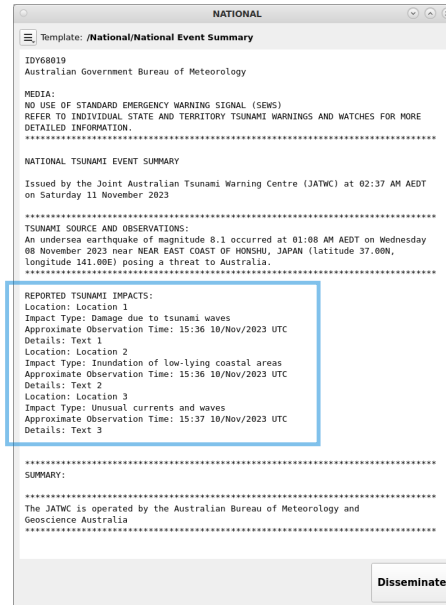 NATIONAL
Template: /National/National Event Summary
IDY68019
Australian Government Bureau of Meteorology
MEDIA:
NO USE OF STANDARD EMERGENCY WARNING SIGNAL (SEWS)
REFER TO INDIVIDUAL STATE AND TERRITORY TSUNAMI WARNINGS AND WATCHES FOR MORE
DETAILED INFORMATION.
******************************************************************************
NATIONAL TSUNAMI EVENT SUMMARY
Issued by the Joint Australian Tsunami Warning Centre (JATWC) at 02:37 AM AEDT
on Saturday 11 November 2023
******************************************************************************
TSUNAMI SOURCE AND OBSERVATIONS:
An undersea earthquake of magnitude 8.1 occurred at 01:08 AM AEDT on Wednesday
08 November 2023 near NEAR EAST COAST OF HONSHU, JAPAN (latitude 37.00N,
longitude 141.00E) posing a threat to Australia.
******************************************************************************
REPORTED TSUNAMI IMPACTS:
Location: Location 1
Impact Type: Damage due to tsunami waves
Approximate Observation Time: 15:36 10/Nov/2023 UTC
Details: Text 1
Location: Location 2
Impact Type: Inundation of low-lying coastal areas
Approximate Observation Time: 15:36 10/Nov/2023 UTC
Details: Text 2
Location: Location 3
Impact Type: Unusual currents and waves
Approximate Observation Time: 15:37 10/Nov/2023 UTC
Details: Text 3
******************************************************************************
SUMMARY:
******************************************************************************
The JATWC is operated by the Australian Bureau of Meteorology and
Geoscience Australia
******************************************************************************
Disseminate